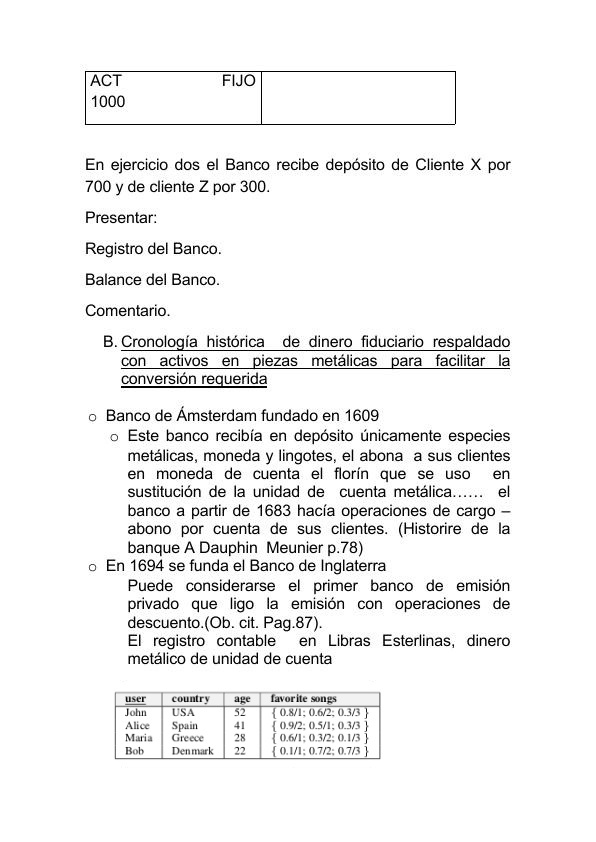 ACT FIJO
1000
En ejercicio dos el Banco recibe depósito de Cliente X por
700 y de cliente Z por 300.
Presentar:
Registro del Banco.
Balance del Banco.
Comentario.
B. Cronología histórica de dinero fiduciario respaldado
con activos en piezas metálicas para facilitar la
conversión requerida
o Banco de Ámsterdam fundado en 1609
o Este banco recibía en depósito únicamente especies
metálicas, moneda y lingotes, el abona a sus clientes
en moneda de cuenta el florín que se uso en
sustitución de la unidad de cuenta metálica…… el
banco a partir de 1683 hacía operaciones de cargo –
abono por cuenta de sus clientes. (Historire de la
banque A Dauphin Meunier p.78)
o En 1694 se funda el Banco de Inglaterra
Puede considerarse el primer banco de emisión
privado que ligo la emisión con operaciones de
descuento.(Ob. cit. Pag.87).
El registro contable en Libras Esterlinas, dinero
metálico de unidad de cuenta
user country age favorite songs
John USA 52 { 0.8/1; 0.6/2; 0.3/3 }
Alice Spain 41 { 0.9/2; 0.5/1; 0.3/3 }
Maria Greece 28 { 0.6/1; 0.3/2; 0.1/3 }
Bob Denmark 22 { 0.1/1; 0.7/2; 0.7/3 }